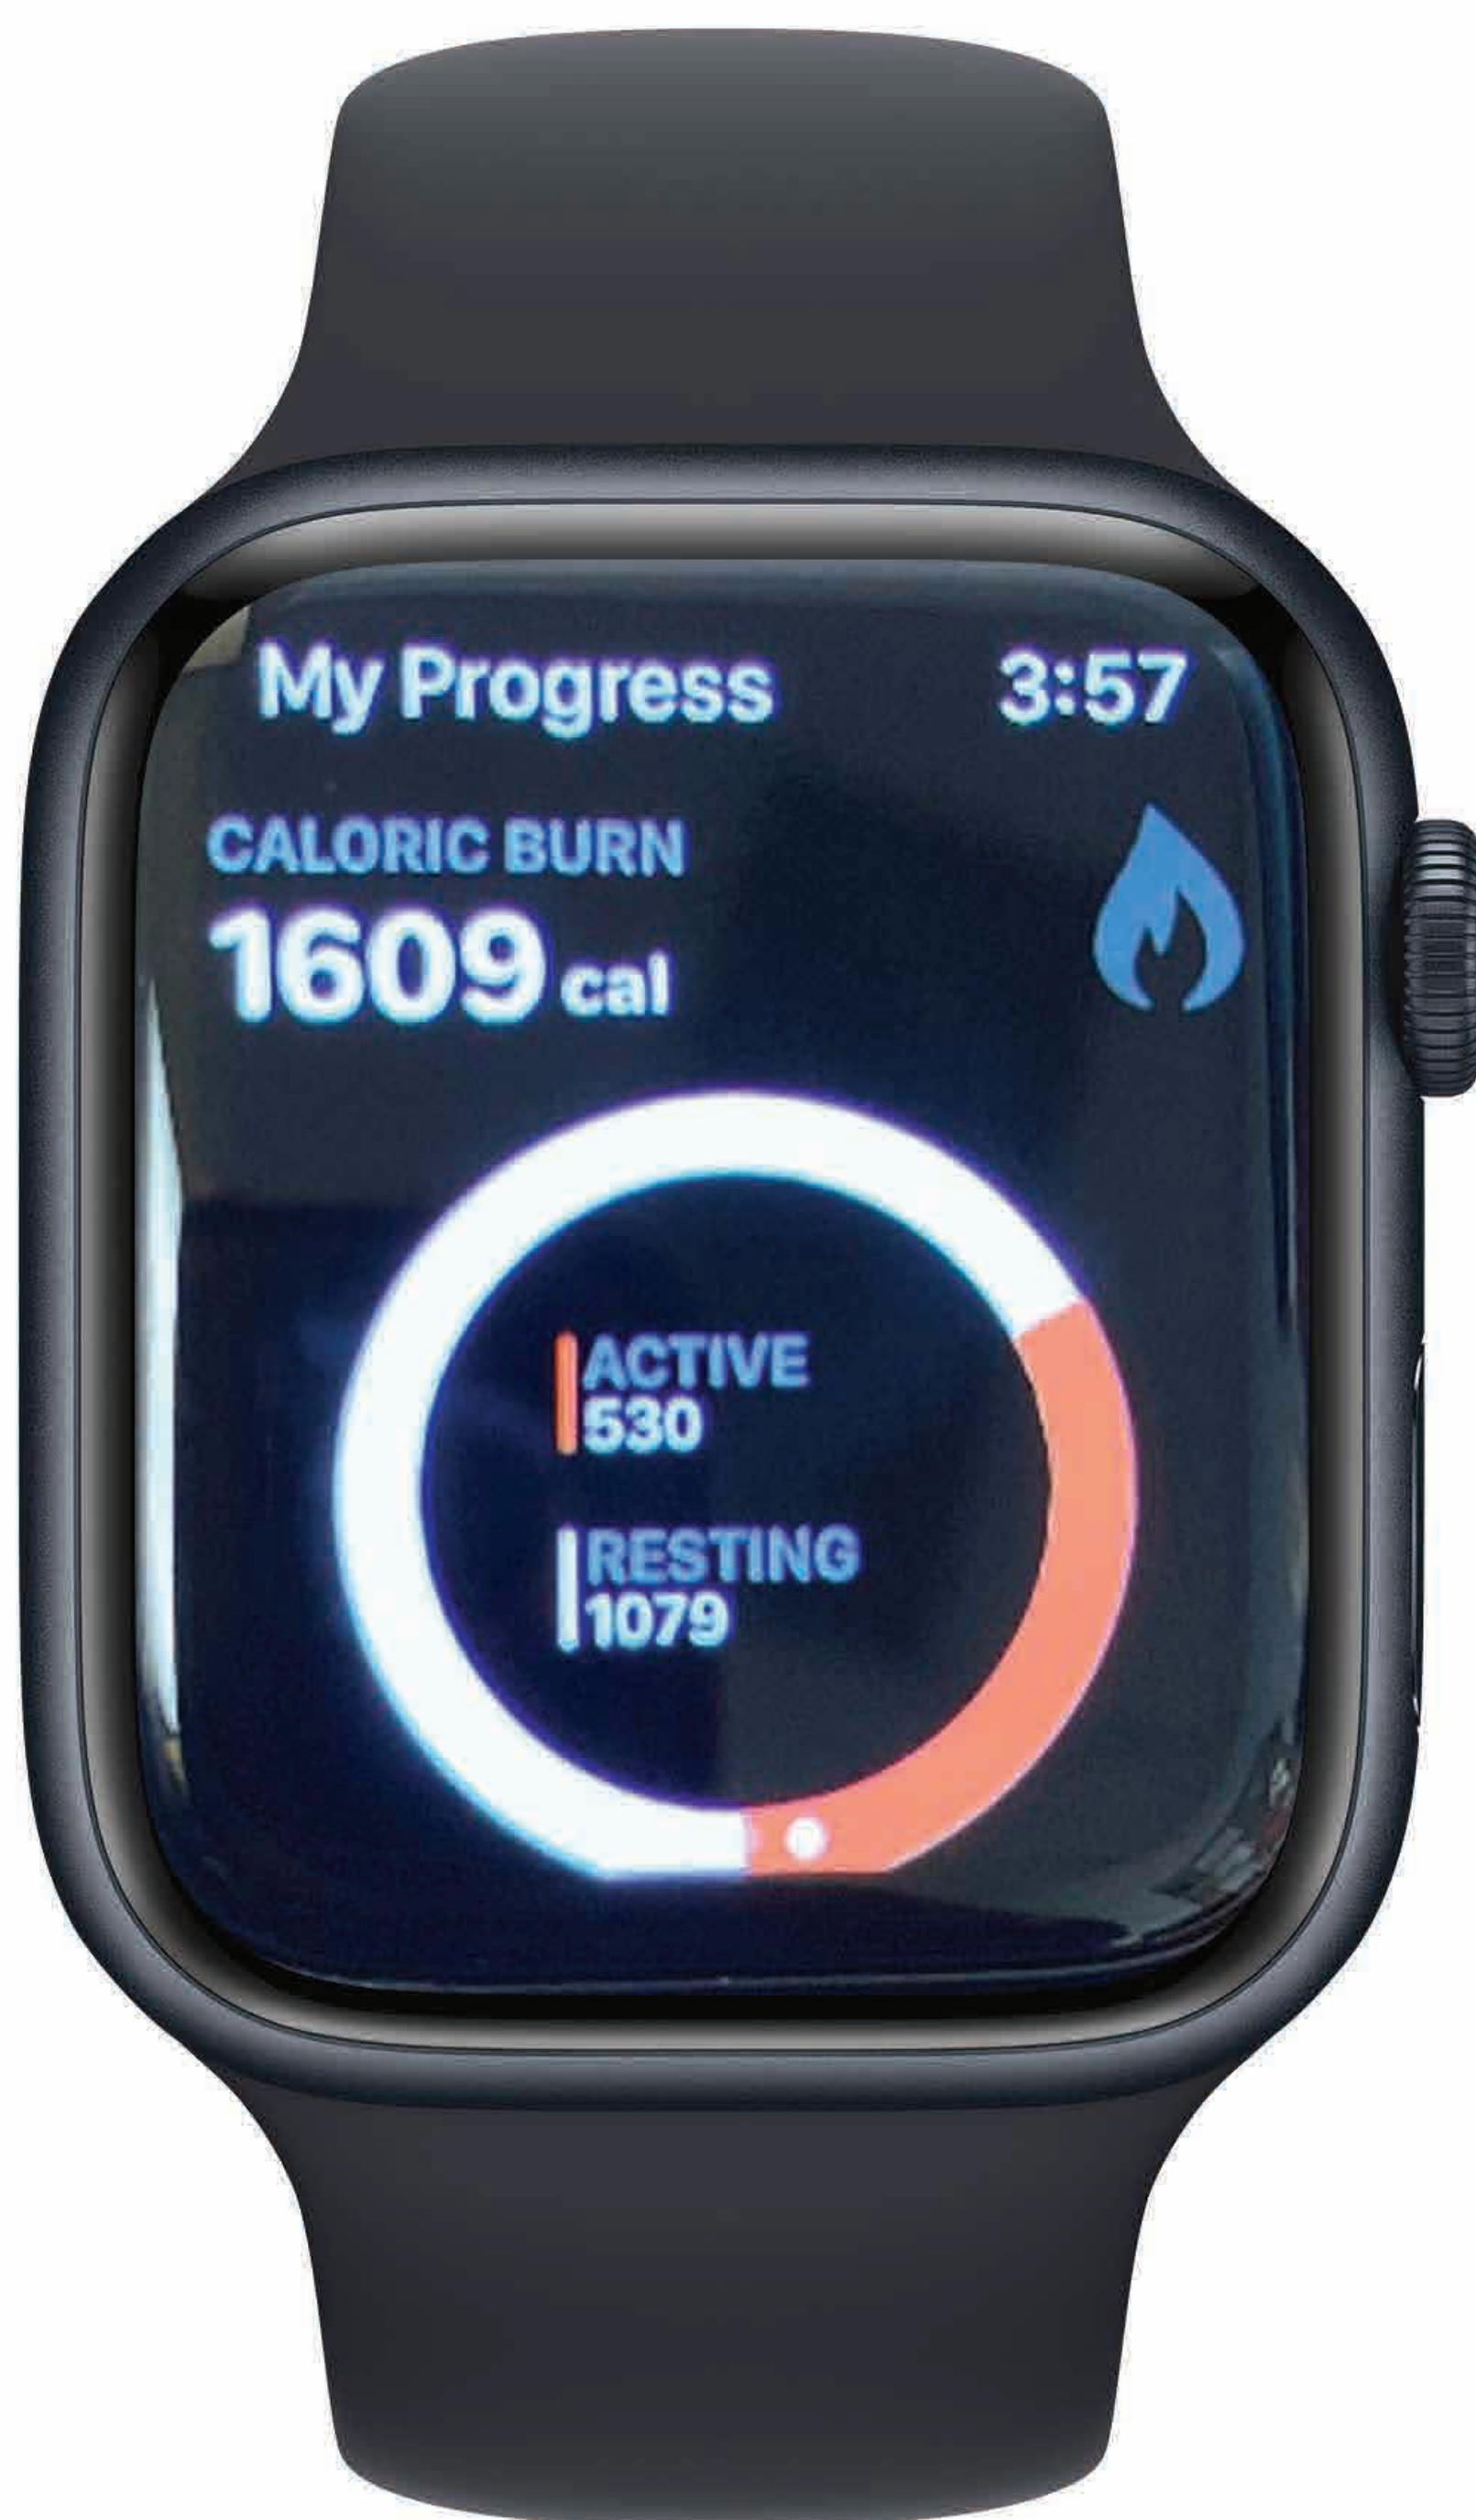 My Progress 3:57
CALORIC BURN
1609 cal
ACTIVE
530
RESTING
1079